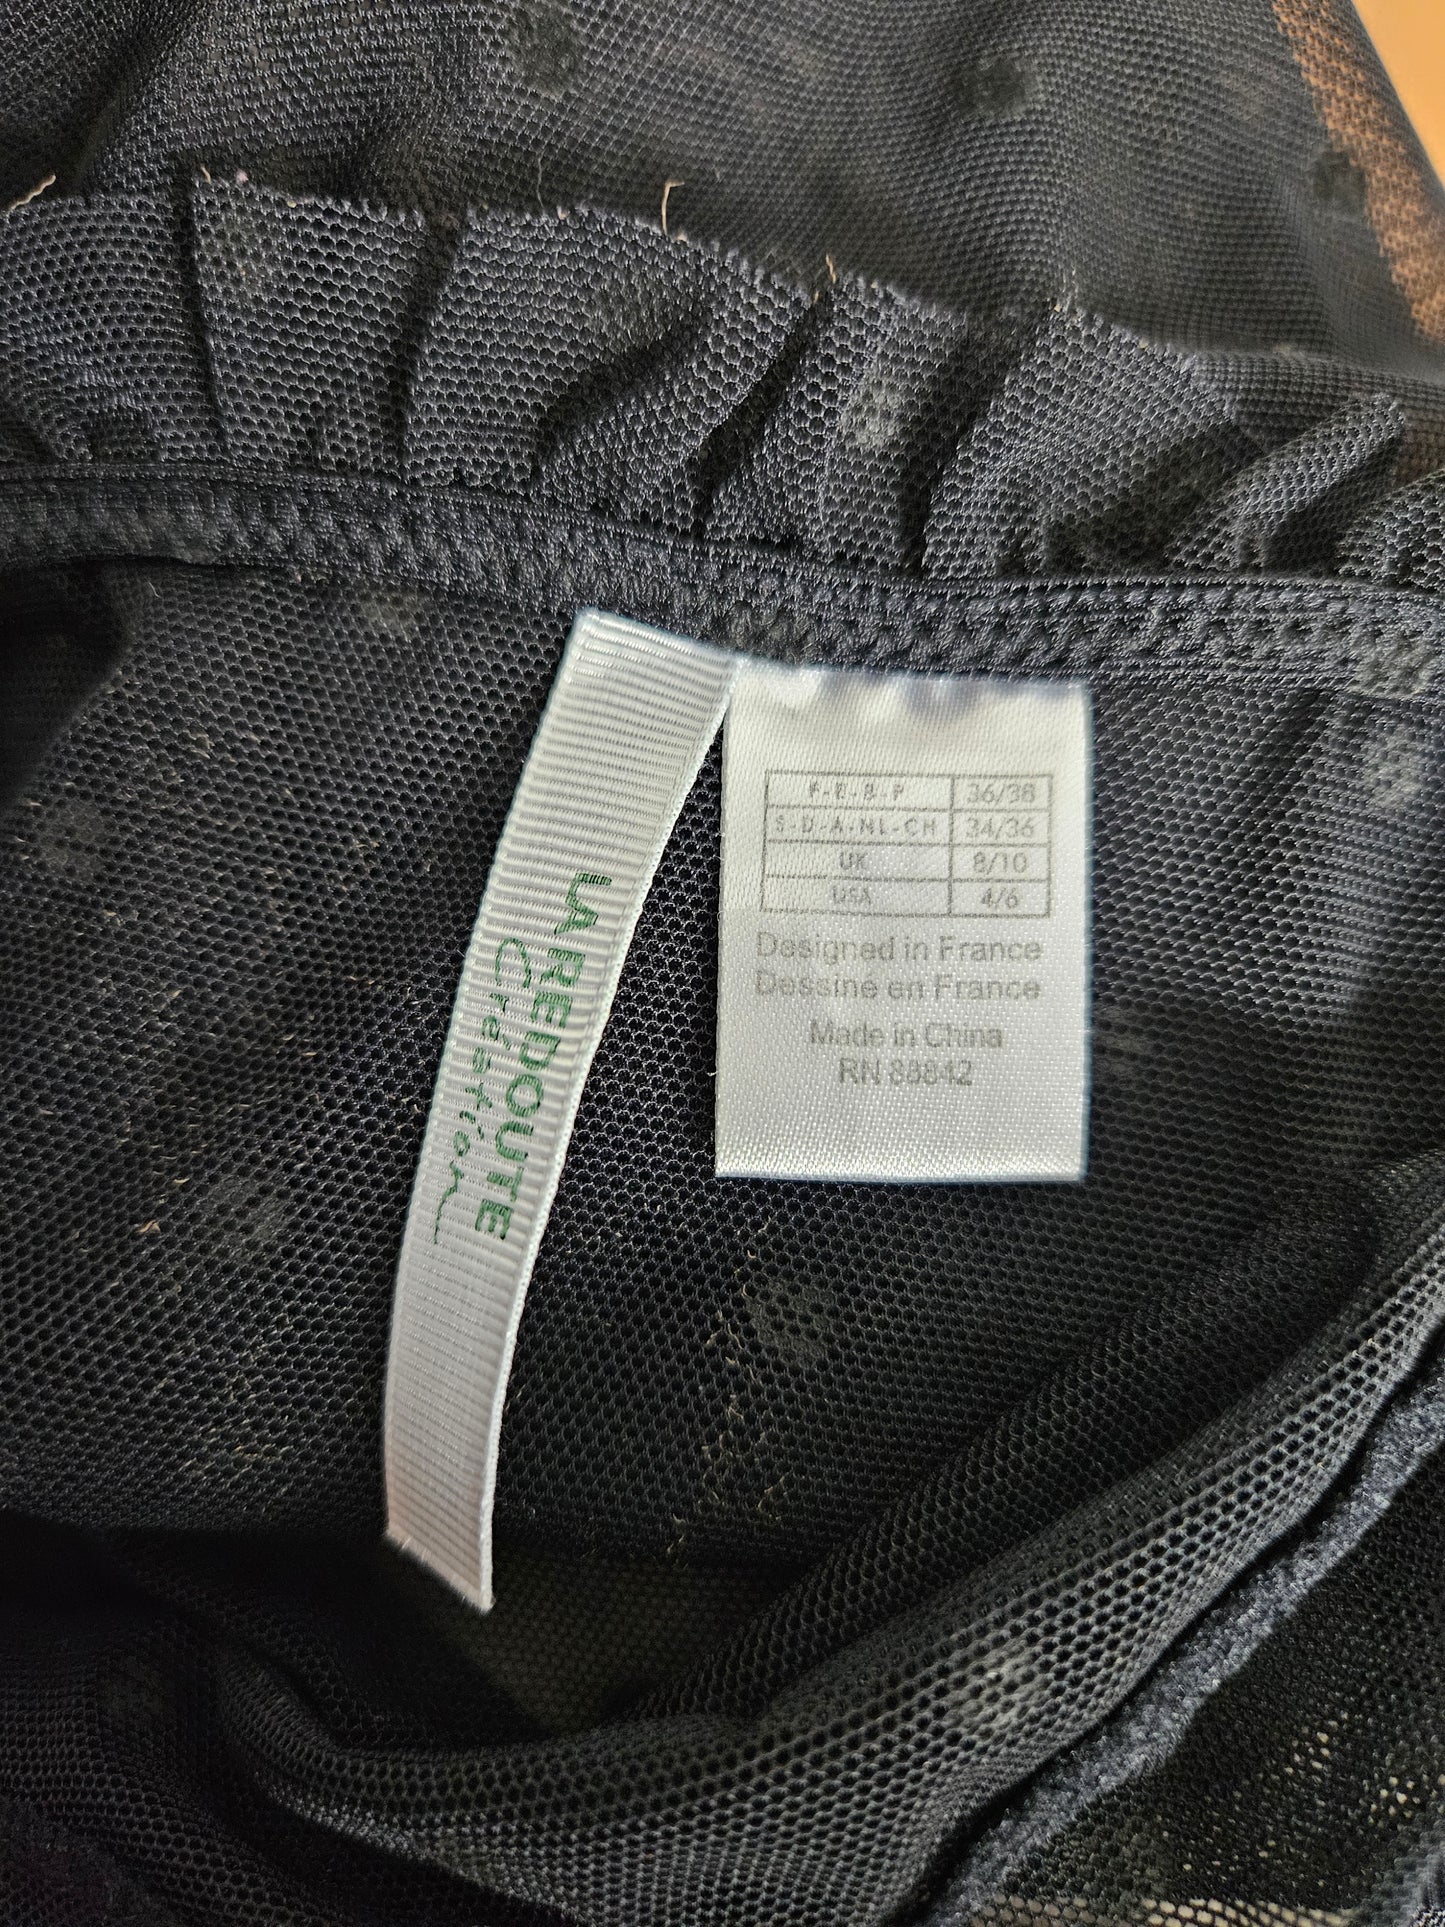 LA REDOUTE
Création
F-E-B-P 36/38
S-D-A-NL-CH 34/36
UK 8/10
USA 4/6
Designed in France
Dessiné en France
Made in China
RN 88842